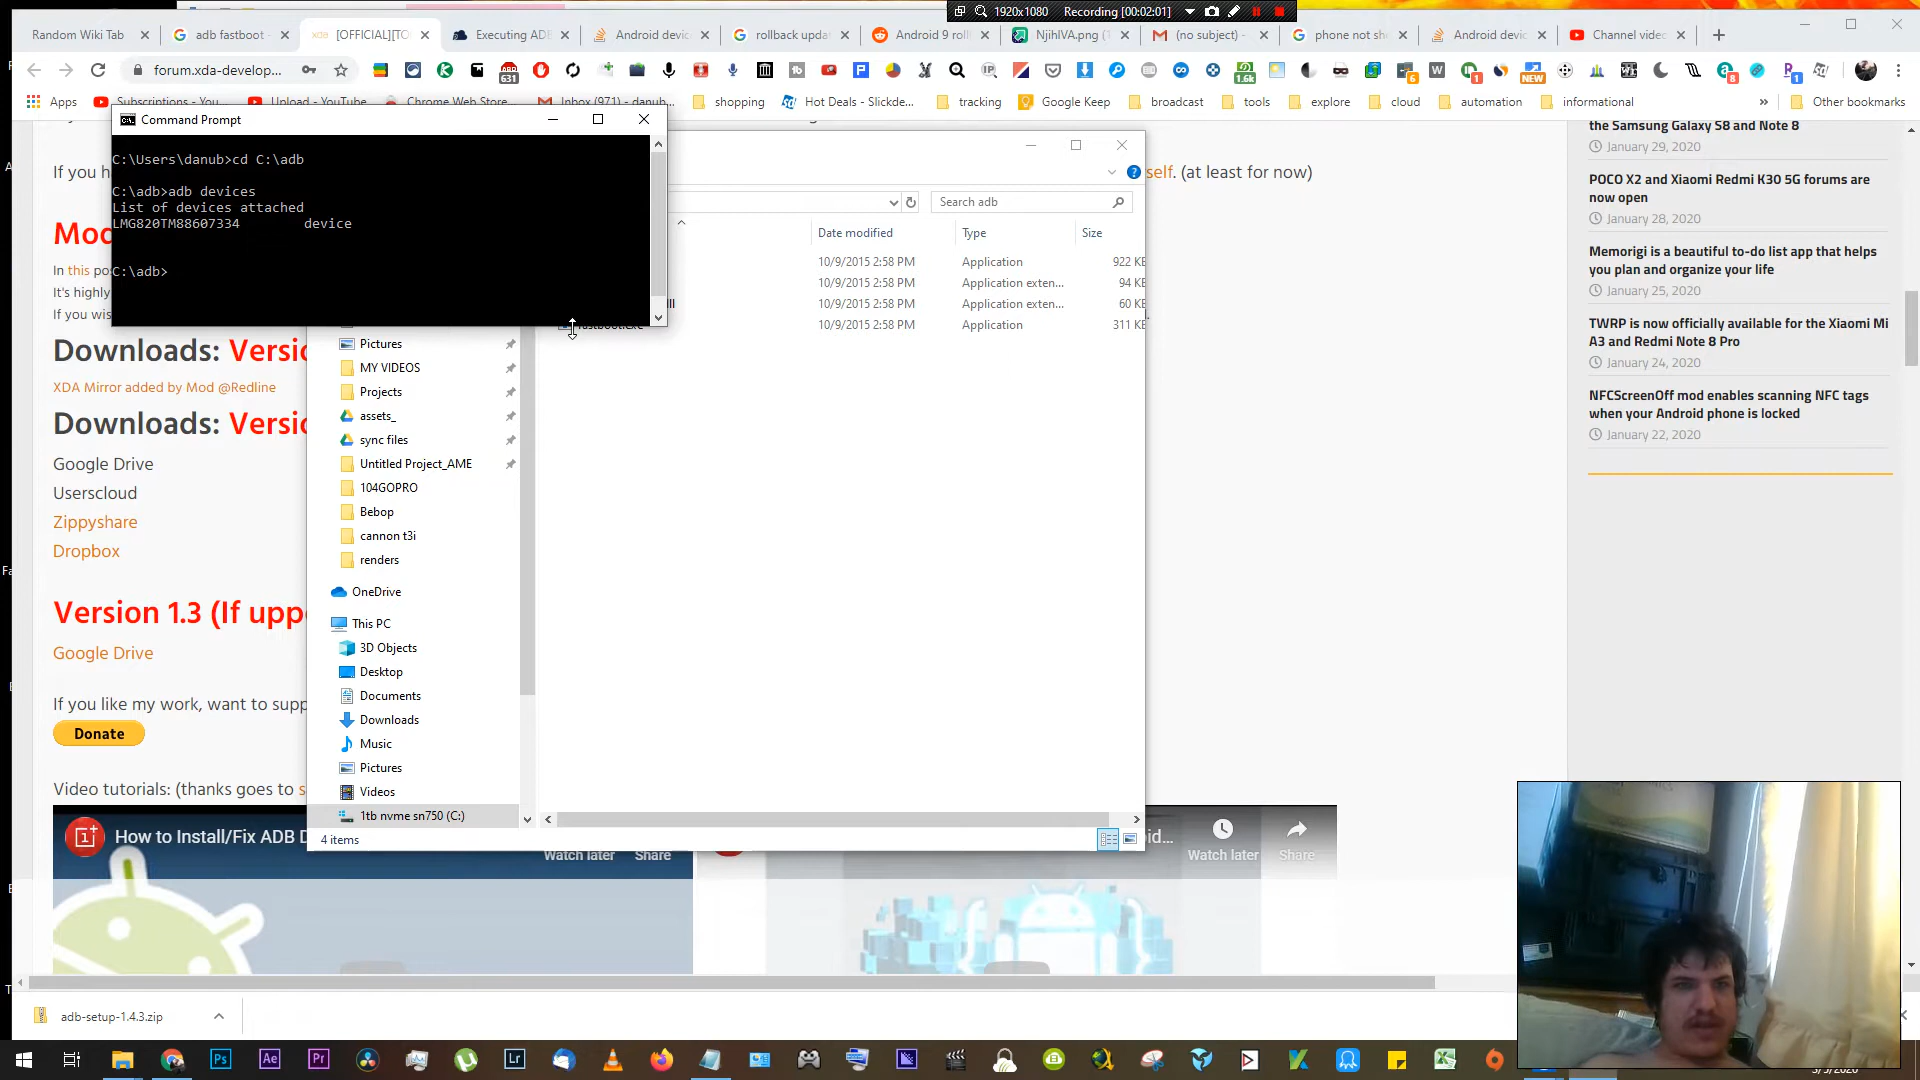 1920x1080 Recording [00:02:01]
Random Wiki Tab
adb fastboot -
[OFFICIAL][TO
Executing ADB
Android devic
rollback upda
Android 9 roll
NjihIVA.png (1
(no subject) -
phone not sh
Android devic
Channel video
forum.xda-develop...
Apps
Subscriptions - You...
Upload - YouTube
Chrome Web Store
Inbox (971) - danub...
shopping
Hot Deals - Slickde...
tracking
Google Keep
broadcast
tools
explore
cloud
automation
informational
»
Other bookmarks
Command Prompt
C:\Users\danub>cd C:\adb
C:\adb>adb devices
List of devices attached
LMG820TM88607334 device
C:\adb>
If you h
self. (at least for now)
Mod
In this pos
It's highly
If you wis
Downloads: Versio
XDA Mirror added by Mod @Redline
Downloads: Versio
Google Drive
Userscloud
Zippyshare
Dropbox
Version 1.3 (If uppe
Google Drive
If you like my work, want to supp
Donate
Video tutorials: (thanks goes to s
How to Install/Fix ADB D
Watch later
Share
oid...
Watch later
Share
Search adb
Date modified
Type
Size
10/9/2015 2:58 PM Application 922 KB
10/9/2015 2:58 PM Application exten... 94 KB
10/9/2015 2:58 PM Application exten... 60 KB
fastboot.exe 10/9/2015 2:58 PM Application 311 KB
Pictures
MY VIDEOS
Projects
assets_
sync files
Untitled Project_AME
104GOPRO
Bebop
cannon t3i
renders
OneDrive
This PC
3D Objects
Desktop
Documents
Downloads
Music
Pictures
Videos
1tb nvme sn750 (C:)
4 items
the Samsung Galaxy S8 and Note 8
January 29, 2020
POCO X2 and Xiaomi Redmi K30 5G forums are
now open
January 28, 2020
Memorigi is a beautiful to-do list app that helps
you plan and organize your life
January 25, 2020
TWRP is now officially available for the Xiaomi Mi
A3 and Redmi Note 8 Pro
January 24, 2020
NFCScreenOff mod enables scanning NFC tags
when your Android phone is locked
January 22, 2020
adb-setup-1.4.3.zip